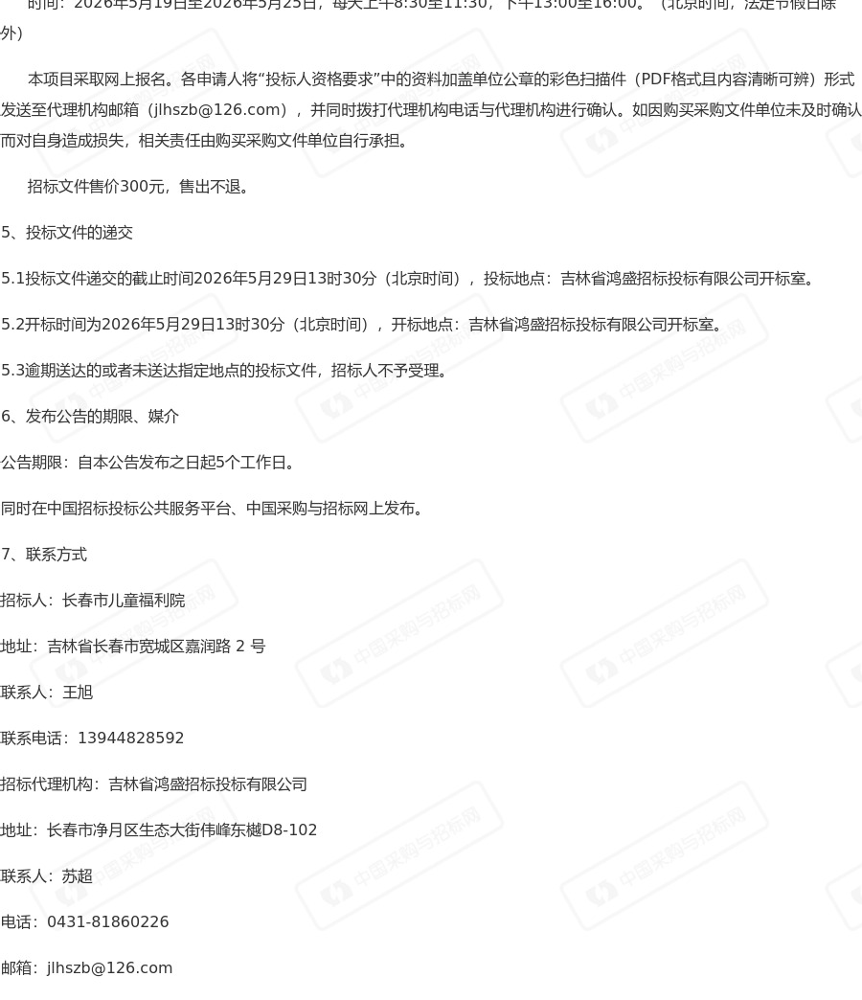 时间：2026年5月19日至2026年5月25日，每天上午8:30至11:30，下午13:00至16:00。（北京时间，法定节假日除
外）
本项目采取网上报名。各申请人将“投标人资格要求”中的资料加盖单位公章的彩色扫描件（PDF格式且内容清晰可辨）形式
发送至代理机构邮箱（jlhszb@126.com），并同时拨打代理机构电话与代理机构进行确认。如因购买采购文件单位未及时确认
而对自身造成损失，相关责任由购买采购文件单位自行承担。
招标文件售价300元，售出不退。
5、投标文件的递交
5.1投标文件递交的截止时间2026年5月29日13时30分（北京时间），投标地点：吉林省鸿盛招标投标有限公司开标室。
5.2开标时间为2026年5月29日13时30分（北京时间），开标地点：吉林省鸿盛招标投标有限公司开标室。
5.3逾期送达的或者未送达指定地点的投标文件，招标人不予受理。
6、发布公告的期限、媒介
公告期限：自本公告发布之日起5个工作日。
同时在中国招标投标公共服务平台、中国采购与招标网上发布。
7、联系方式
招标人：长春市儿童福利院
地址：吉林省长春市宽城区嘉润路 2 号
联系人：王旭
联系电话：13944828592
招标代理机构：吉林省鸿盛招标投标有限公司
地址：长春市净月区生态大街伟峰东樾D8-102
联系人：苏超
电话：0431-81860226
邮箱：jlhszb@126.com
中国采购与招标网